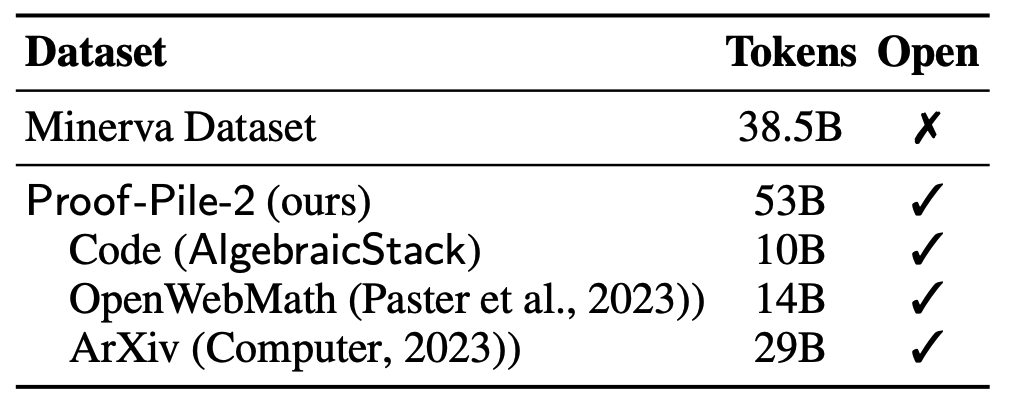 Dataset Tokens Open
Minerva Dataset 38.5B ✗
Proof-Pile-2 (ours) 53B ✓
Code (AlgebraicStack) 10B ✓
OpenWebMath (Paster et al., 2023)) 14B ✓
ArXiv (Computer, 2023)) 29B ✓